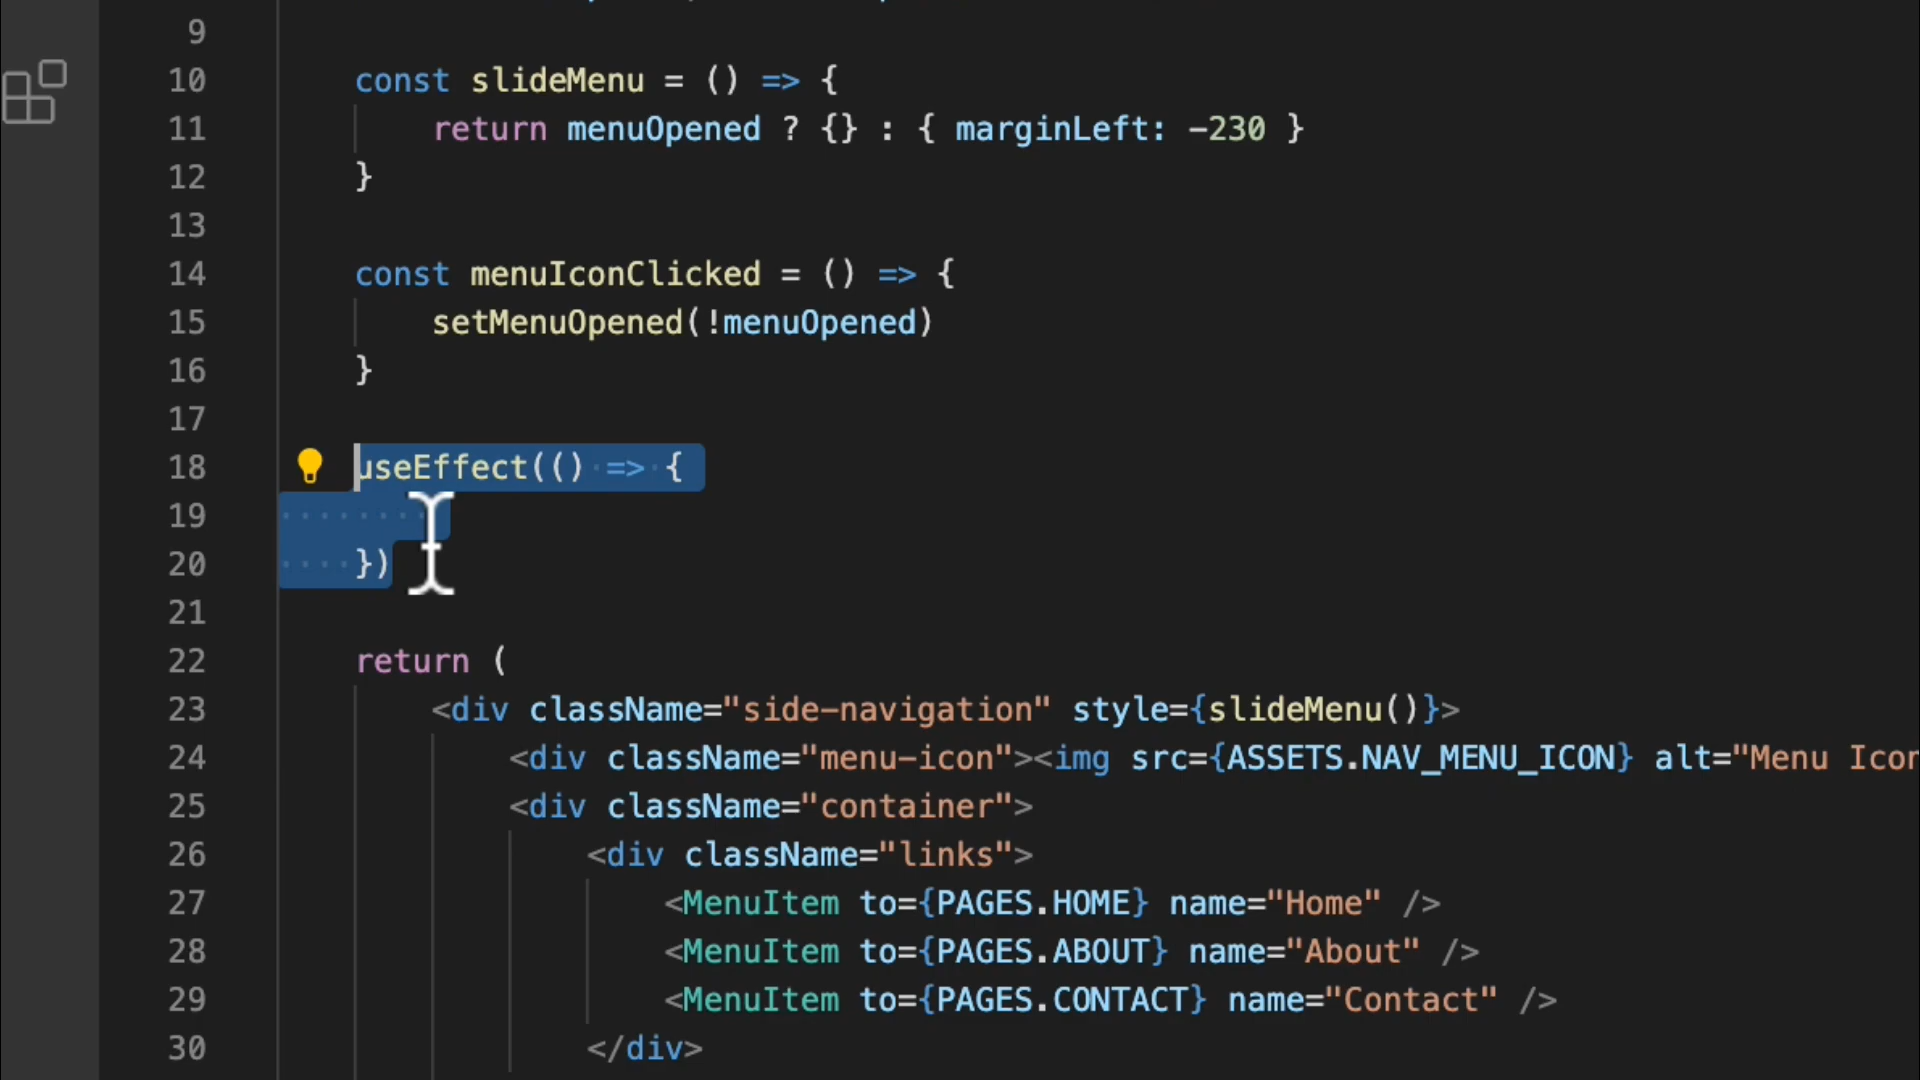 9
10 const slideMenu = () => {
11 return menuOpened ? {} : { marginLeft: -230 }
12 }
13
14 const menuIconClicked = () => {
15 setMenuOpened(!menuOpened)
16 }
17
18 useEffect(() => {
19
20 })
21
22 return (
23 <div className="side-navigation" style={slideMenu()}>
24 <div className="menu-icon"><img src={ASSETS.NAV_MENU_ICON} alt="Menu Icon
25 <div className="container">
26 <div className="links">
27 <MenuItem to={PAGES.HOME} name="Home" />
28 <MenuItem to={PAGES.ABOUT} name="About" />
29 <MenuItem to={PAGES.CONTACT} name="Contact" />
30 </div>